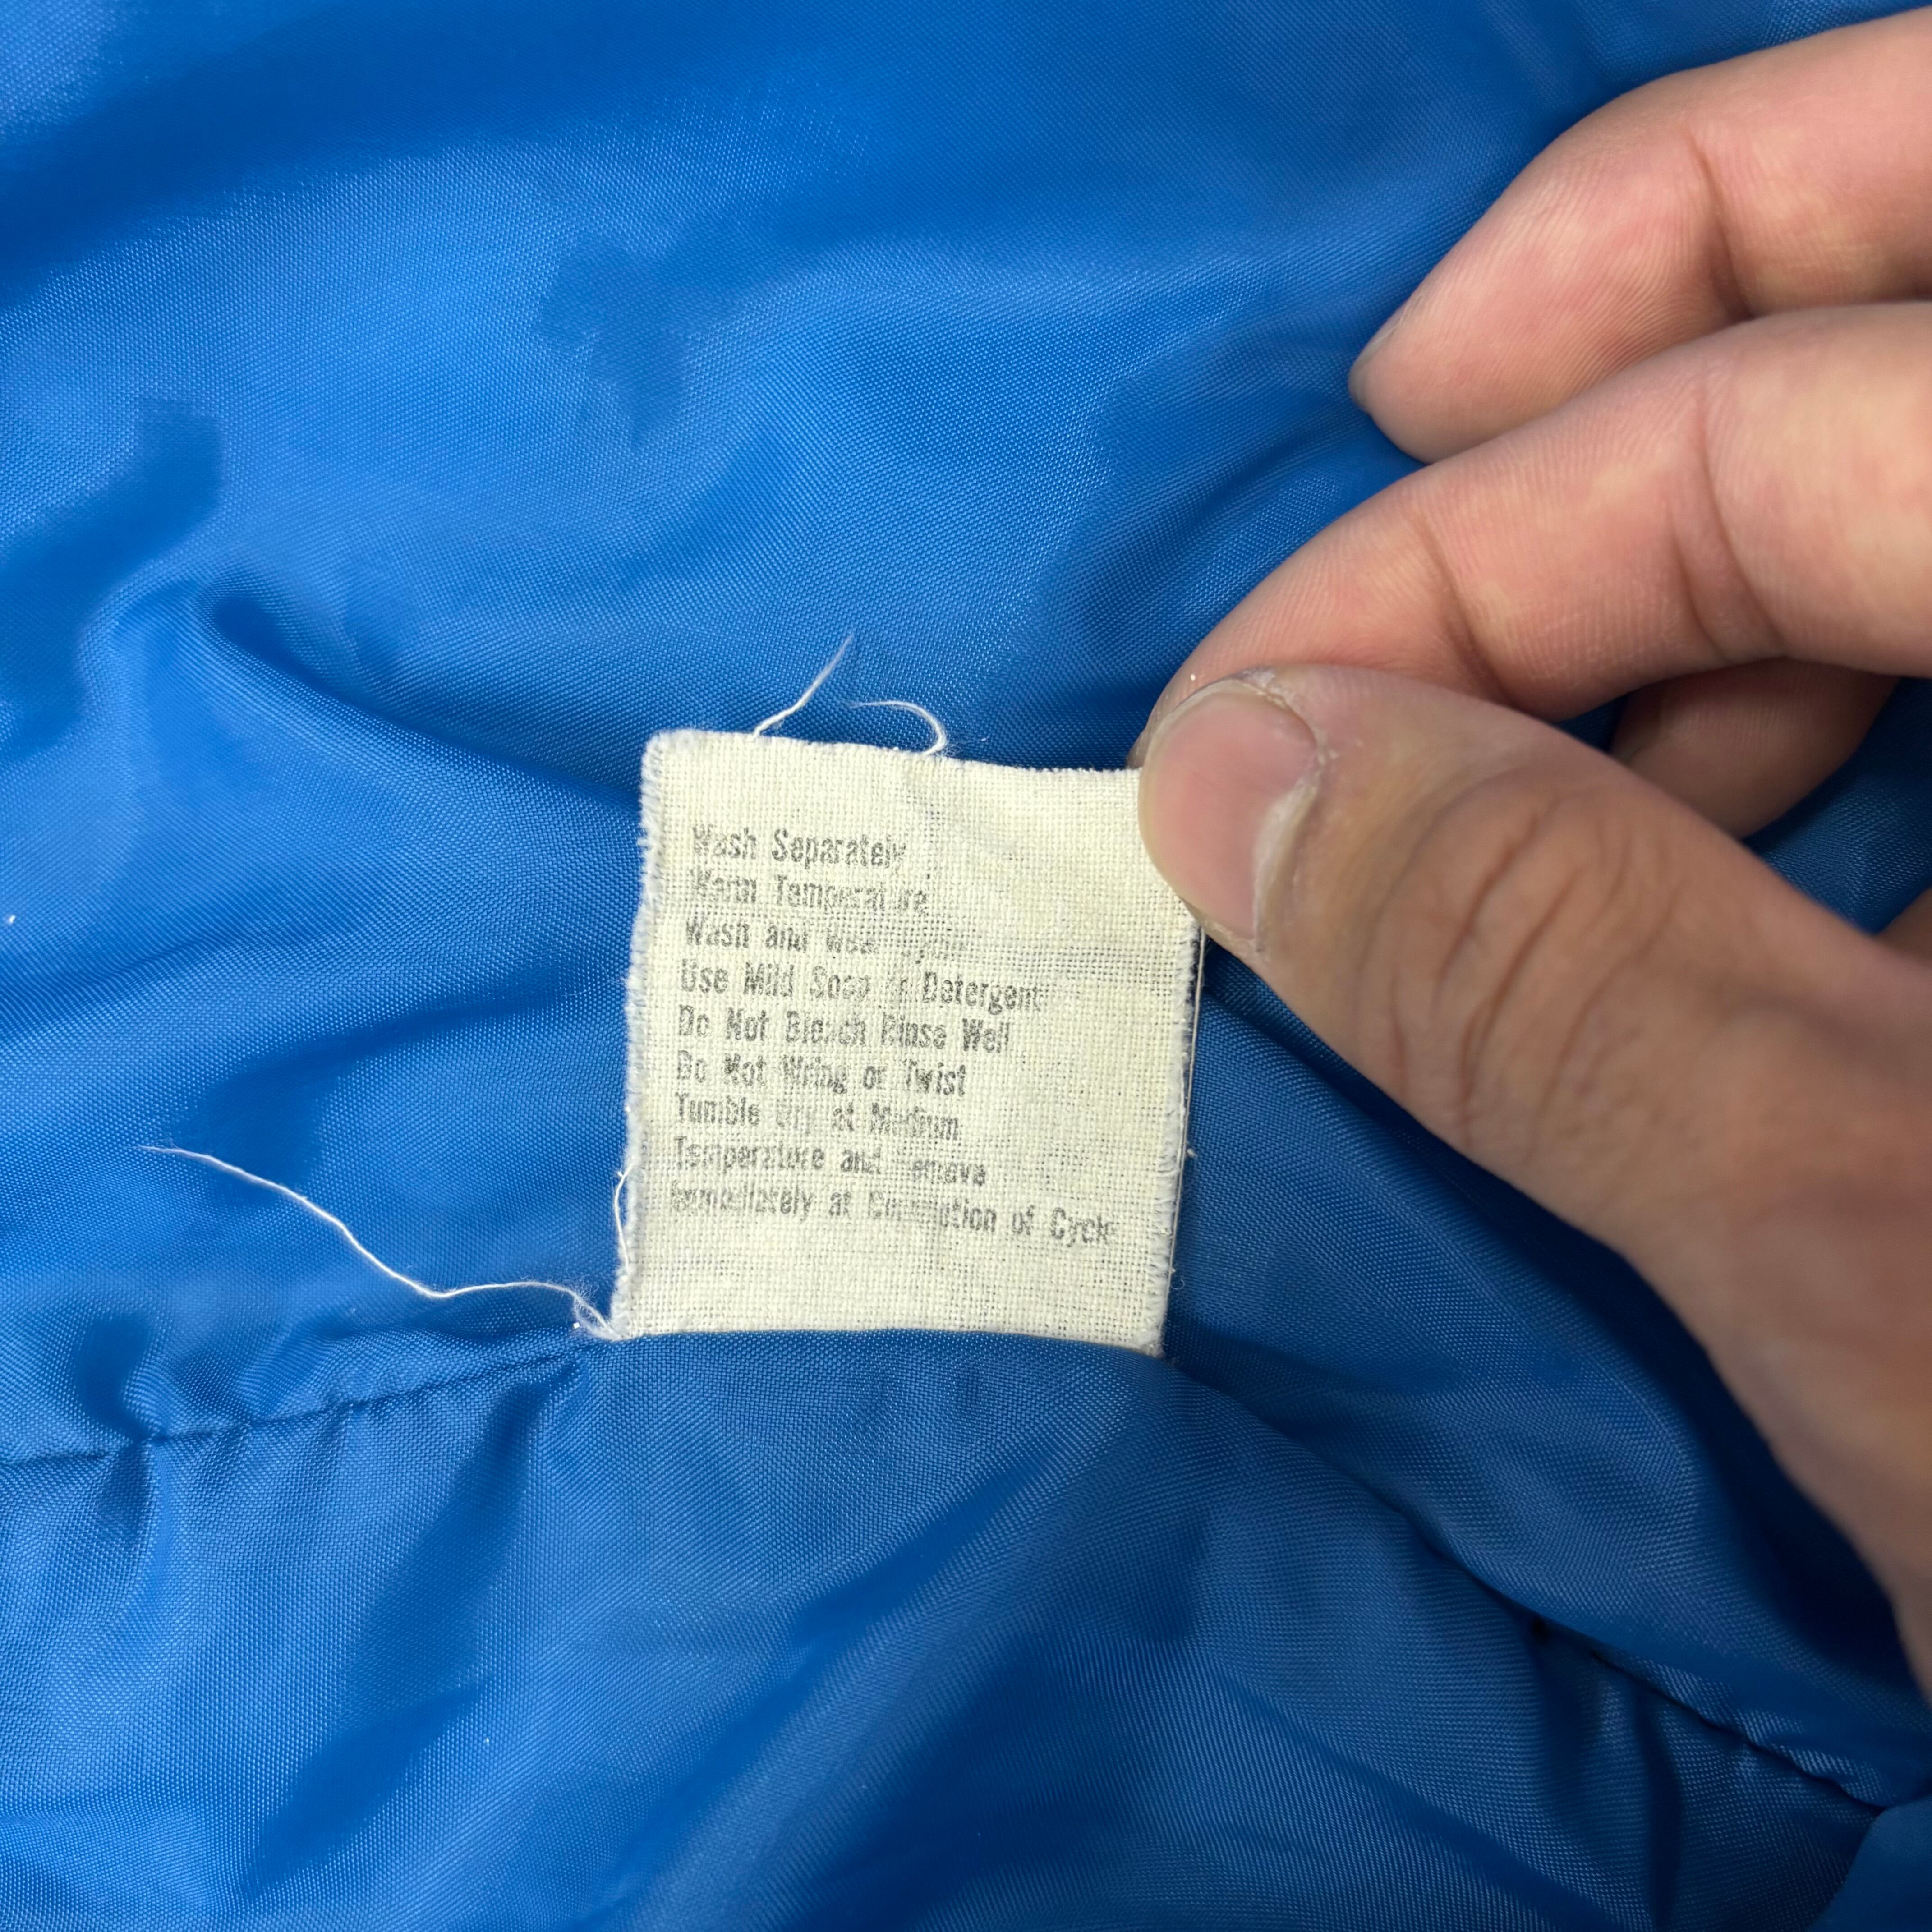 Wash Separately
Warm Temperature
Wash and Wear Cycle
Use Mild Soap or Detergent
Do Not Bleach Rinse Well
Do Not Wring or Twist
Tumble Dry at Medium
Temperature and Remove
Immediately at Completion of Cycle